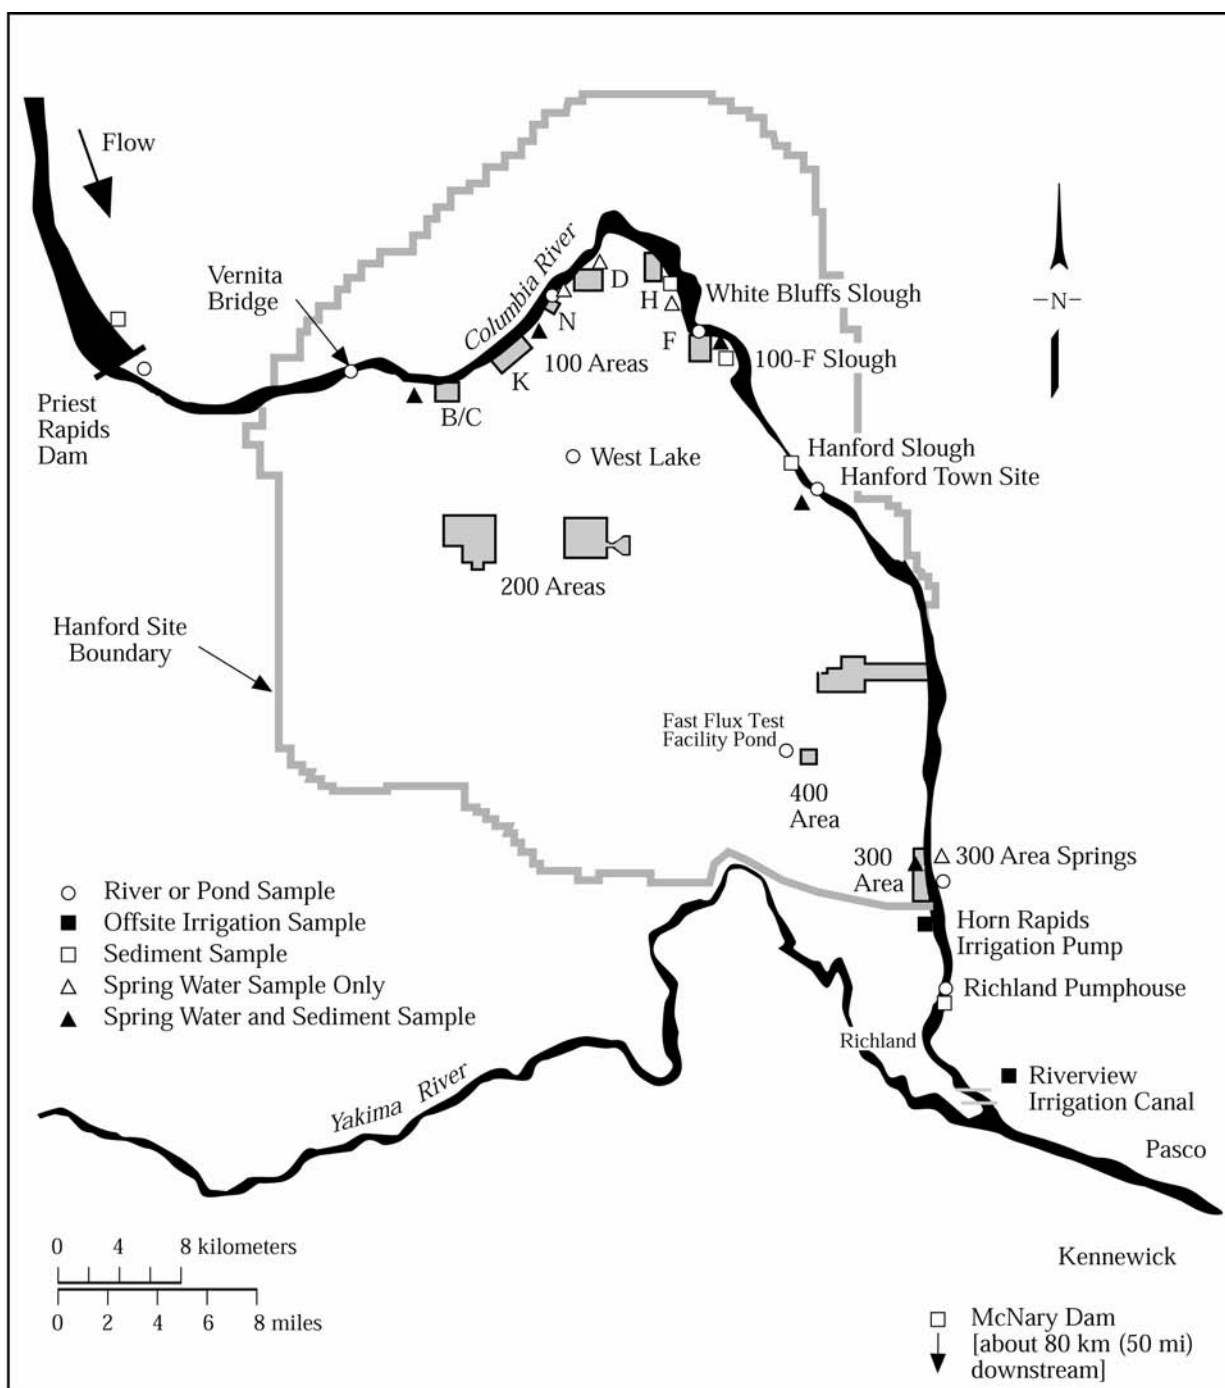 Flow
Columbia River
Vernita
Bridge
D
H
White Bluffs Slough
N
F
100 Areas
100-F Slough
K
B/C
Priest
Rapids
Dam
–N–
West Lake
Hanford Slough
Hanford Town Site
200 Areas
Hanford Site
Boundary
Fast Flux Test
Facility Pond
400
Area
300
Area
300 Area Springs
Horn Rapids
Irrigation Pump
Richland Pumphouse
Richland
Riverview
Irrigation Canal
Pasco
Kennewick
Yakima River
River or Pond Sample
Offsite Irrigation Sample
Sediment Sample
Spring Water Sample Only
Spring Water and Sediment Sample
0 4 8 kilometers
0 2 4 6 8 miles
McNary Dam
[about 80 km (50 mi)
downstream]